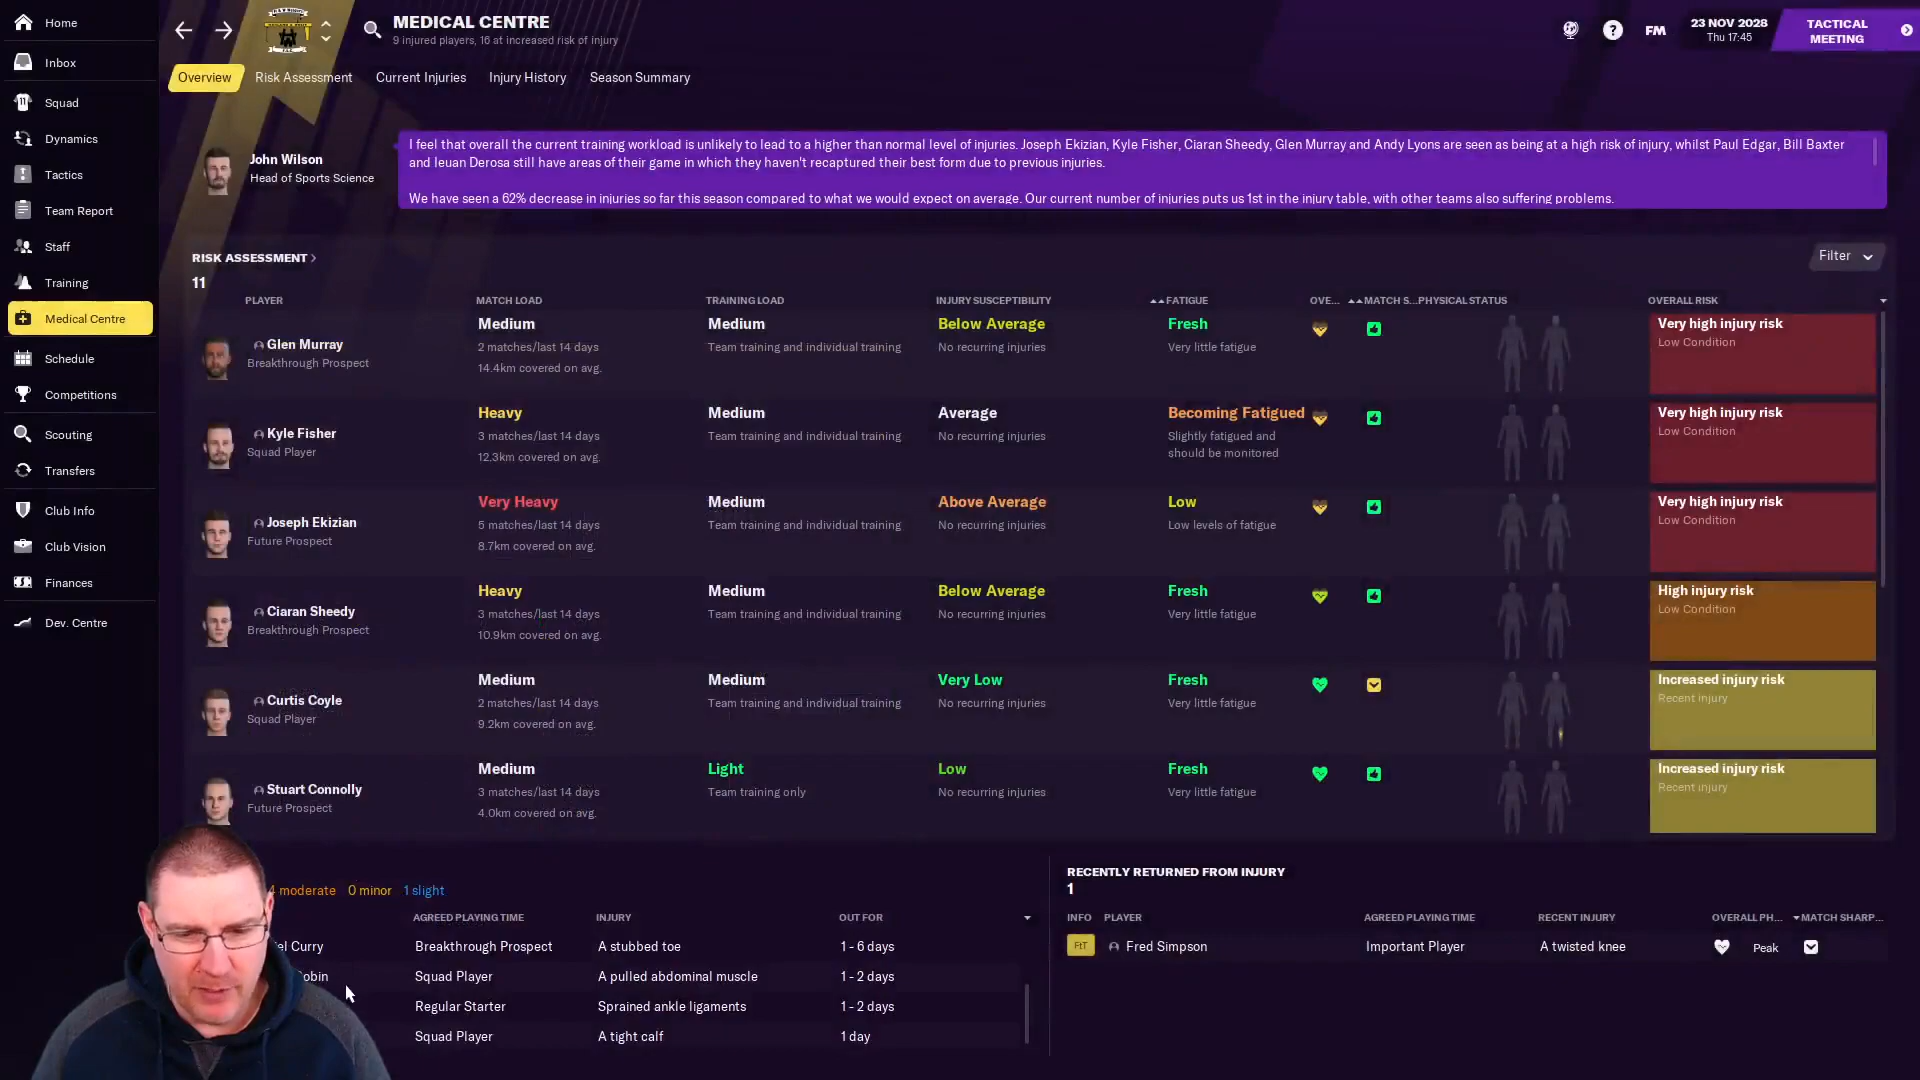 Home
Inbox
Squad
Dynamics
Tactics
Team Report
Staff
Training
Medical Centre
Schedule
Competitions
Scouting
Transfers
Club Info
Club Vision
Finances
Dev. Centre
MEDICAL CENTRE
9 injured players, 16 at increased risk of injury
FM
23 NOV 2028
Thu 17:45
TACTICAL
MEETING
Overview Risk Assessment Current Injuries Injury History Season Summary
John Wilson
Head of Sports Science
I feel that overall the current training workload is unlikely to lead to a higher than normal level of injuries. Joseph Ekizian, Kyle Fisher, Ciaran Sheedy, Glen Murray and Andy Lyons are seen as being at a high risk of injury, whilst Paul Edgar, Bill Baxter
and Ieuan Derosa still have areas of their game in which they haven't recaptured their best form due to previous injuries.
We have seen a 62% decrease in injuries so far this season compared to what we would expect on average. Our current number of injuries puts us 1st in the injury table, with other teams also suffering problems.
RISK ASSESSMENT
11
Filter
PLAYER MATCH LOAD TRAINING LOAD INJURY SUSCEPTIBILITY FATIGUE OVE... MATCH S... PHYSICAL STATUS OVERALL RISK
Glen Murray
Breakthrough Prospect
Medium
2 matches/last 14 days
14.4km covered on avg.
Medium
Team training and individual training
Below Average
No recurring injuries
Fresh
Very little fatigue
Very high injury risk
Low Condition
Kyle Fisher
Squad Player
Heavy
3 matches/last 14 days
12.3km covered on avg.
Medium
Team training and individual training
Average
No recurring injuries
Becoming Fatigued
Slightly fatigued and
should be monitored
Very high injury risk
Low Condition
Joseph Ekizian
Future Prospect
Very Heavy
5 matches/last 14 days
8.7km covered on avg.
Medium
Team training and individual training
Above Average
No recurring injuries
Low
Low levels of fatigue
Very high injury risk
Low Condition
Ciaran Sheedy
Breakthrough Prospect
Heavy
3 matches/last 14 days
10.9km covered on avg.
Medium
Team training and individual training
Below Average
No recurring injuries
Fresh
Very little fatigue
High injury risk
Low Condition
Curtis Coyle
Squad Player
Medium
2 matches/last 14 days
9.2km covered on avg.
Medium
Team training and individual training
Very Low
No recurring injuries
Fresh
Very little fatigue
Increased injury risk
Recent injury
Stuart Connolly
Future Prospect
Medium
3 matches/last 14 days
4.0km covered on avg.
Light
Team training only
Low
No recurring injuries
Fresh
Very little fatigue
Increased injury risk
Recent injury
moderate 0 minor 1 slight
AGREED PLAYING TIME INJURY OUT FOR
Curry Breakthrough Prospect A stubbed toe 1 - 6 days
Squad Player A pulled abdominal muscle 1 - 2 days
Regular Starter Sprained ankle ligaments 1 - 2 days
Squad Player A tight calf 1 day
RECENTLY RETURNED FROM INJURY
1
INFO PLAYER AGREED PLAYING TIME RECENT INJURY OVERALL PH... MATCH SHARP...
FtT Fred Simpson Important Player A twisted knee Peak